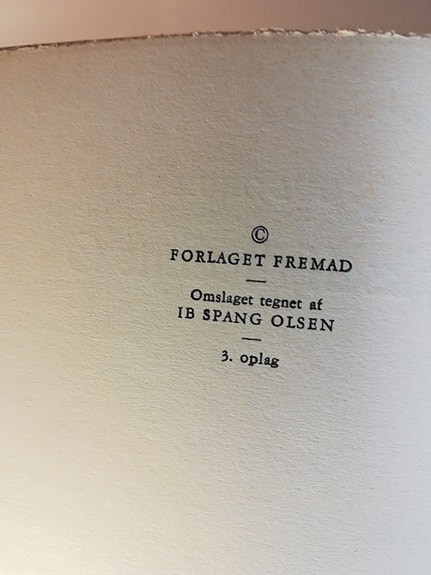 ©
FORLAGET FREMAD
—
Omslaget tegnet af
IB SPANG OLSEN
—
3. oplag